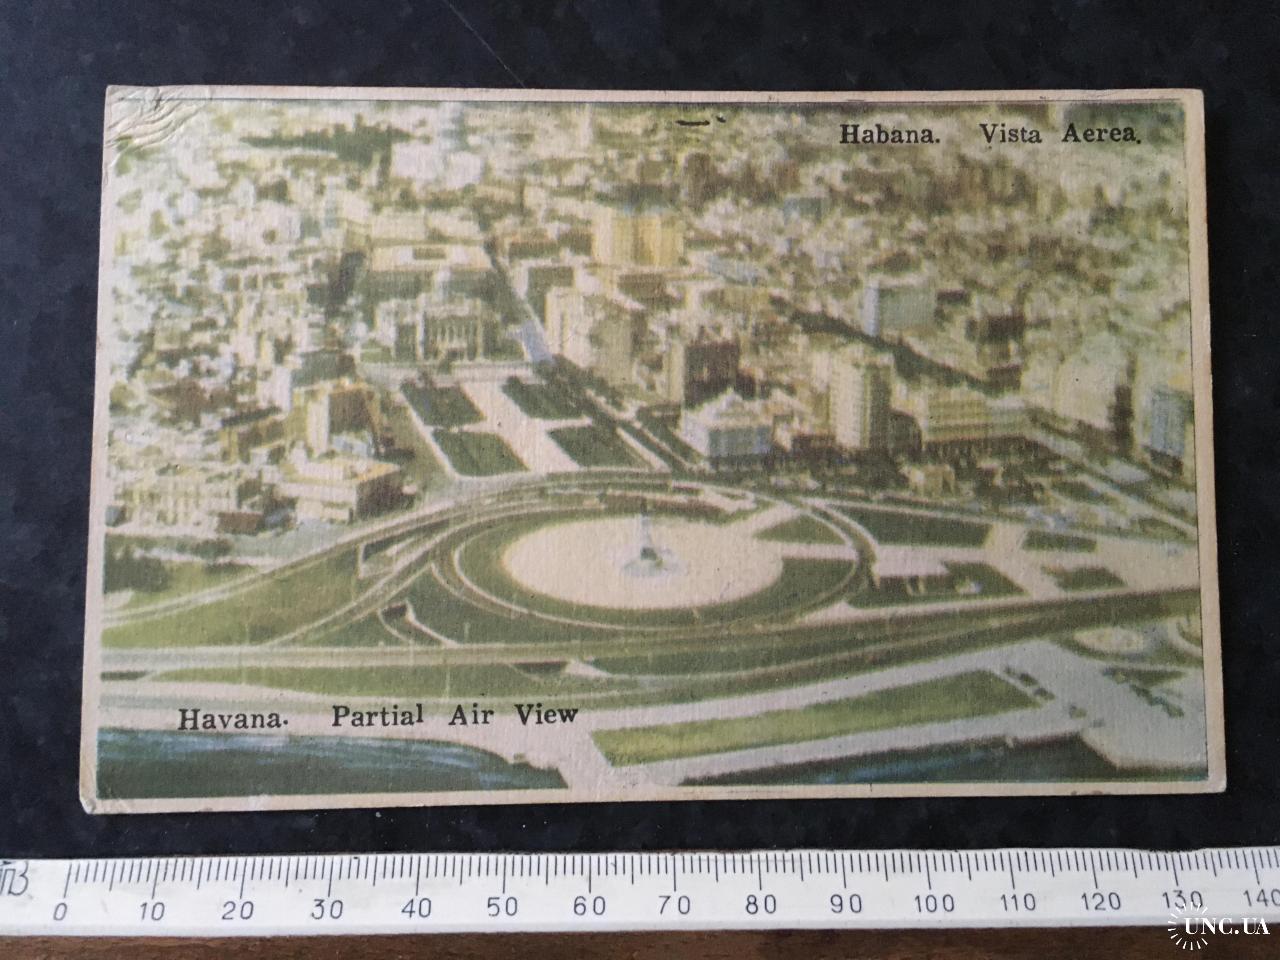 Habana. Vista Aerea.
Havana. Partial Air View
0 10 20 30 40 50 60 70 80 90 100 110 120 130 140
UNC.UA